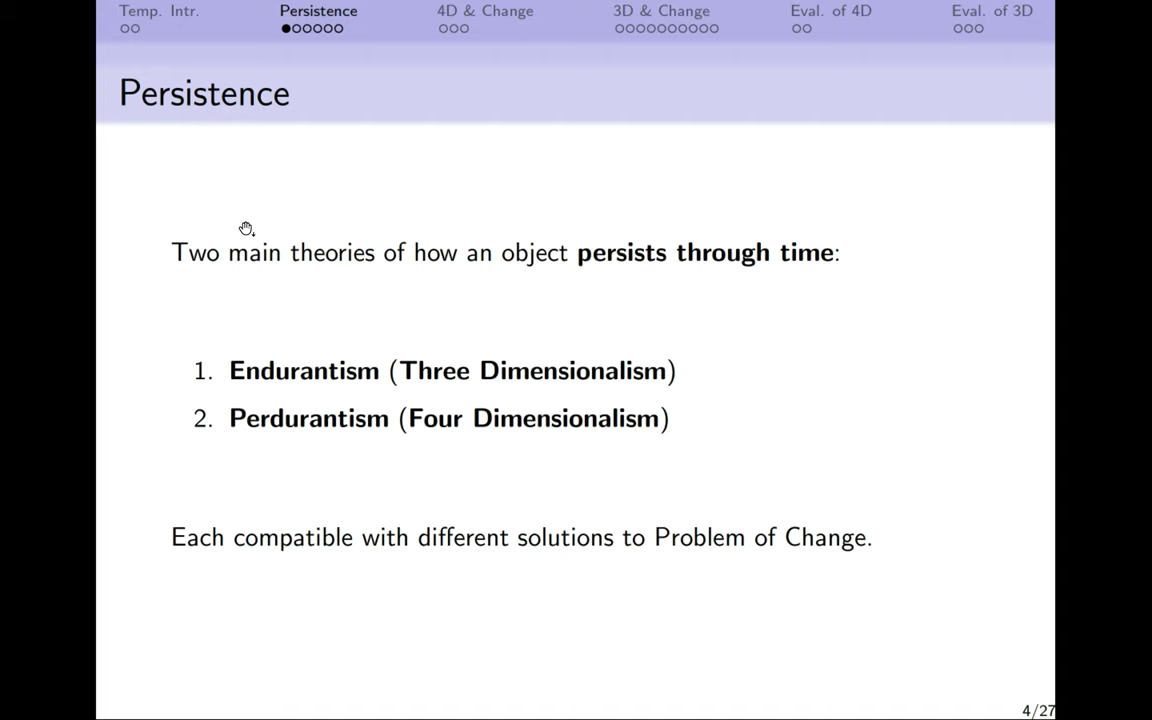 Temp. Intr. Persistence 4D & Change 3D & Change Eval. of 4D Eval. of 3D
Persistence
Two main theories of how an object persists through time:
1. Endurantism (Three Dimensionalism)
2. Perdurantism (Four Dimensionalism)
Each compatible with different solutions to Problem of Change.
4/27